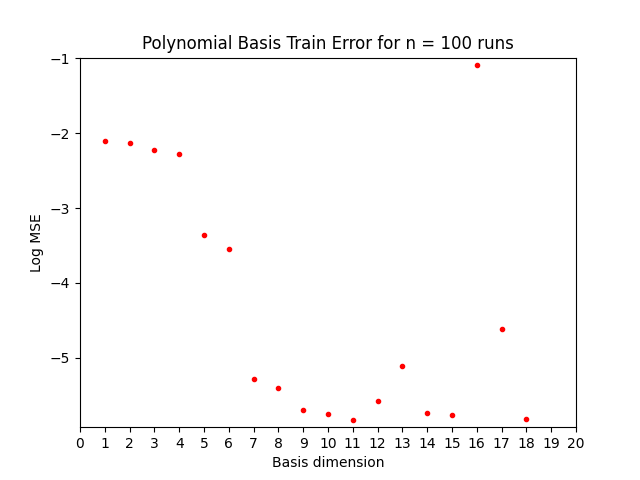 Polynomial Basis Train Error for n = 100 runs
−1
−2
−3
−4
−5
Log MSE
0 1 2 3 4 5 6 7 8 9 10 11 12 13 14 15 16 17 18 19 20
Basis dimension